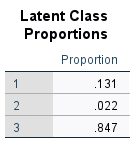 Latent Class
Proportions
Proportion
1 .131
2 .022
3 .847